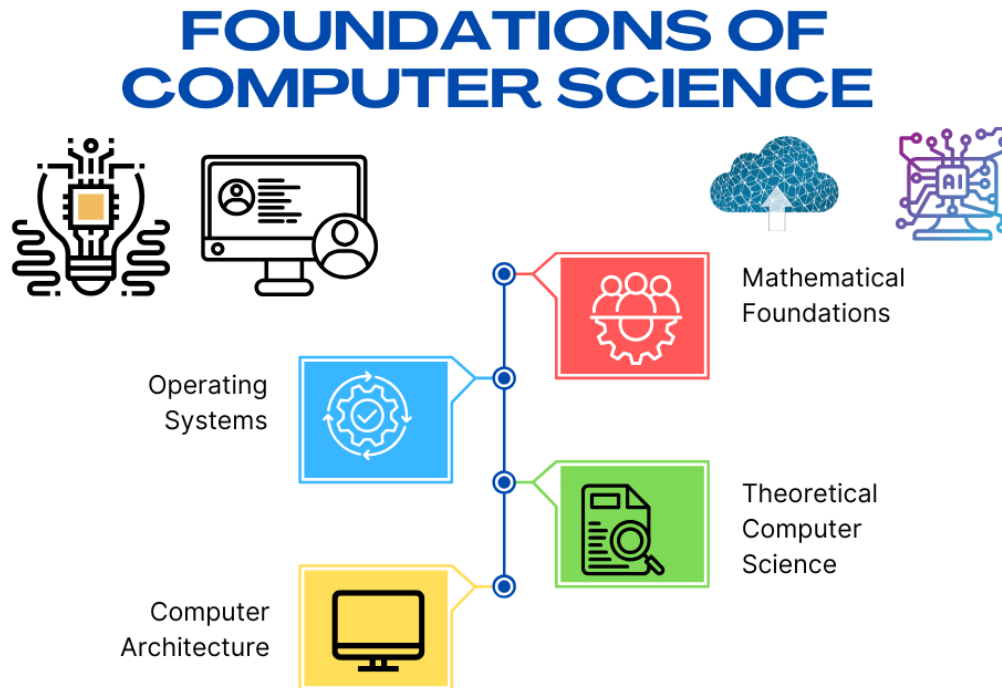 FOUNDATIONS OF
COMPUTER SCIENCE
AI
Mathematical
Foundations
Operating
Systems
Theoretical
Computer
Science
Computer
Architecture